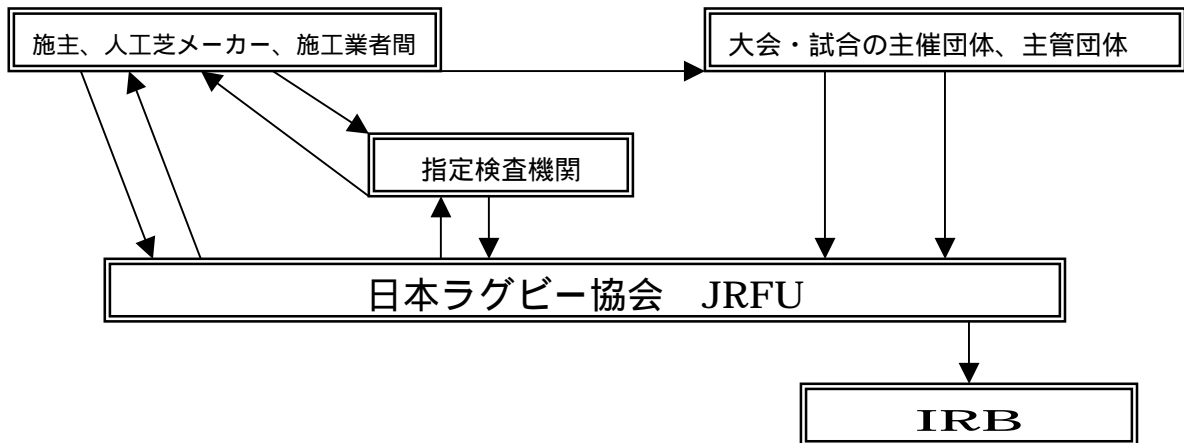 施主、人工芝メーカー、施工業者間
大会・試合の主催団体、主管団体
指定検査機関
日本ラグビー協会　JRFU
IRB